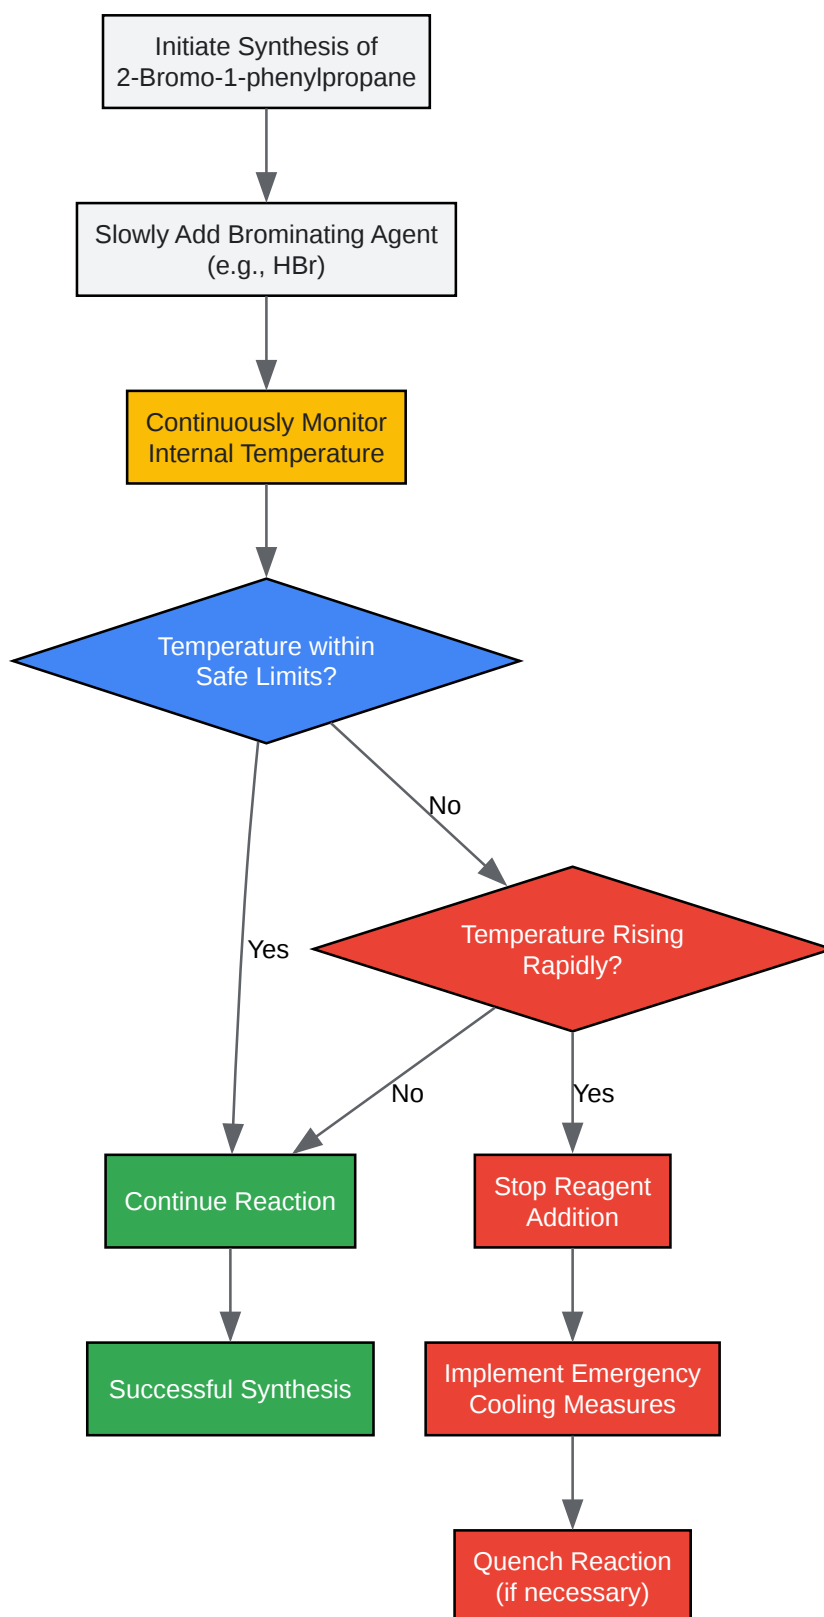 Initiate Synthesis of
2-Bromo-1-phenylpropane
Slowly Add Brominating Agent
(e.g., HBr)
Continuously Monitor
Internal Temperature
Temperature within
Safe Limits?
No
Yes
Temperature Rising
Rapidly?
No
Yes
Continue Reaction
Stop Reagent
Addition
Successful Synthesis
Implement Emergency
Cooling Measures
Quench Reaction
(if necessary)